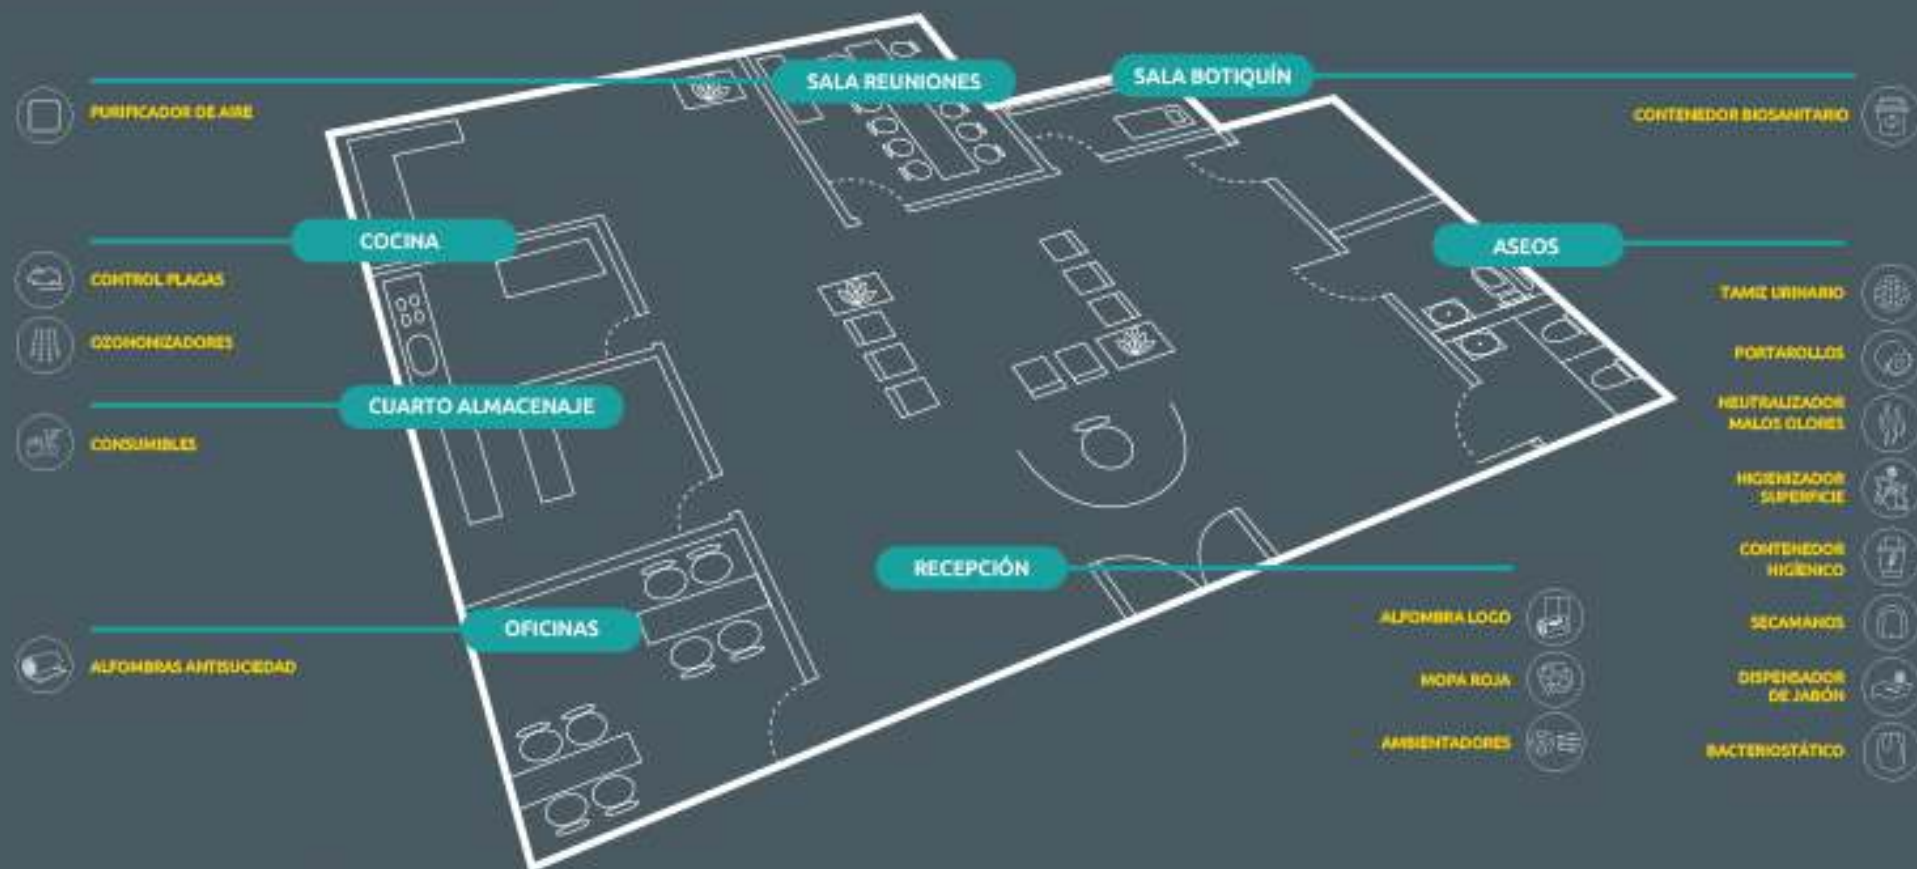 SALA REUNIONES
PURIFICADOR DE AIRE
SALA BOTIQUÍN
CONTENEDOR BIOSANITARIO
COCINA
CONTROL PLAGAS
OZONONIZADORES
CUARTO ALMACENAJE
CONSUMIBLES
OFICINAS
ALFOMBRAS ANTISUCIEDAD
RECEPCIÓN
ALFOMBRA LOGO
MOPA ROJA
AMBIENTADORES
ASEOS
TAMIZ URINARIO
PORTAROLLOS
NEUTRALIZADOR
MALOS OLORES
HIGIENIZADOR
SUPERFICIE
CONTENEDOR
HIGÍENICO
SECAMANOS
DISPENSADOR
DE JABÓN
BACTERIOSTÁTICO